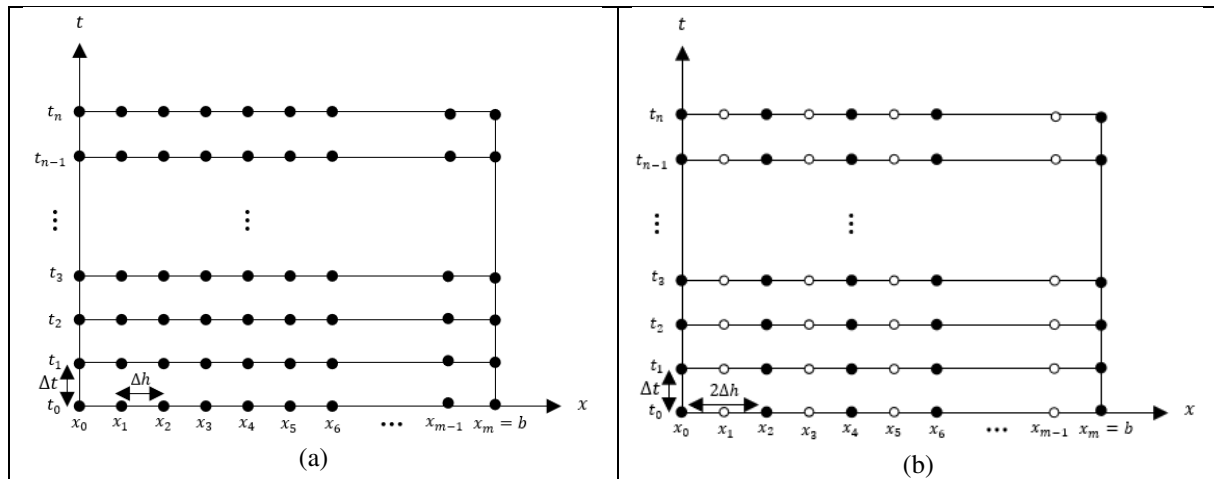 t
t_n
t_{n-1}
⋮ ⋮
t_3
t_2
t_1
Δt Δh
t_0 x
x_0 x_1 x_2 x_3 x_4 x_5 x_6 ⋯ x_{m-1} x_m = b
(a)
t
t_n
t_{n-1}
⋮ ⋮
t_3
t_2
t_1
Δt 2Δh
t_0 x
x_0 x_1 x_2 x_3 x_4 x_5 x_6 ⋯ x_{m-1} x_m = b
(b)